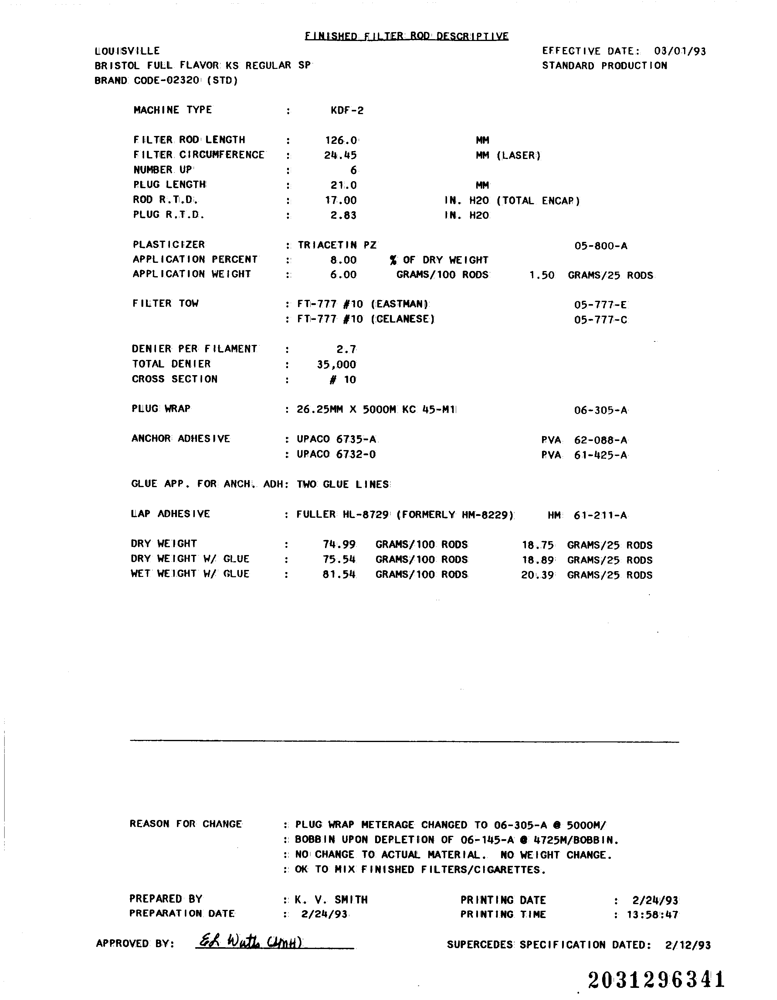 FINISHED FILTER ROD DESCRIPTIVE
LOUISVILLE EFFECTIVE DATE: 03/01/93
BRISTOL FULL FLAVOR KS REGULAR SP STANDARD PRODUCTION
BRAND CODE-02320 (STD)
MACHINE TYPE : KDF-2
FILTER ROD LENGTH : 126.0 MM
FILTER CIRCUMFERENCE : 24.45 MM (LASER)
NUMBER UP : 6
PLUG LENGTH : 21.0 MM
ROD R.T.D. : 17.00 IN. H2O (TOTAL ENCAP)
PLUG R.T.D. : 2.83 IN. H2O
PLASTICIZER : TRIACETIN PZ 05-800-A
APPLICATION PERCENT : 8.00 % OF DRY WEIGHT
APPLICATION WEIGHT : 6.00 GRAMS/100 RODS 1.50 GRAMS/25 RODS
FILTER TOW : FT-777 #10 (EASTMAN) 05-777-E
: FT-777 #10 (CELANESE) 05-777-C
DENIER PER FILAMENT : 2.7
TOTAL DENIER : 35,000
CROSS SECTION : # 10
PLUG WRAP : 26.25MM X 5000M KC 45-M1 06-305-A
ANCHOR ADHESIVE : UPACO 6735-A PVA 62-088-A
: UPACO 6732-0 PVA 61-425-A
GLUE APP. FOR ANCH. ADH: TWO GLUE LINES
LAP ADHESIVE : FULLER HL-8729 (FORMERLY HM-8229) HM 61-211-A
DRY WEIGHT : 74.99 GRAMS/100 RODS 18.75 GRAMS/25 RODS
DRY WEIGHT W/ GLUE : 75.54 GRAMS/100 RODS 18.89 GRAMS/25 RODS
WET WEIGHT W/ GLUE : 81.54 GRAMS/100 RODS 20.39 GRAMS/25 RODS
REASON FOR CHANGE : PLUG WRAP METERAGE CHANGED TO 06-305-A @ 5000M/
: BOBBIN UPON DEPLETION OF 06-145-A @ 4725M/BOBBIN.
: NO CHANGE TO ACTUAL MATERIAL. NO WEIGHT CHANGE.
: OK TO MIX FINISHED FILTERS/CIGARETTES.
PREPARED BY : K. V. SMITH PRINTING DATE : 2/24/93
PREPARATION DATE : 2/24/93 PRINTING TIME : 13:58:47
APPROVED BY: Ed Watts SUPERCEDES SPECIFICATION DATED: 2/12/93
2031296341